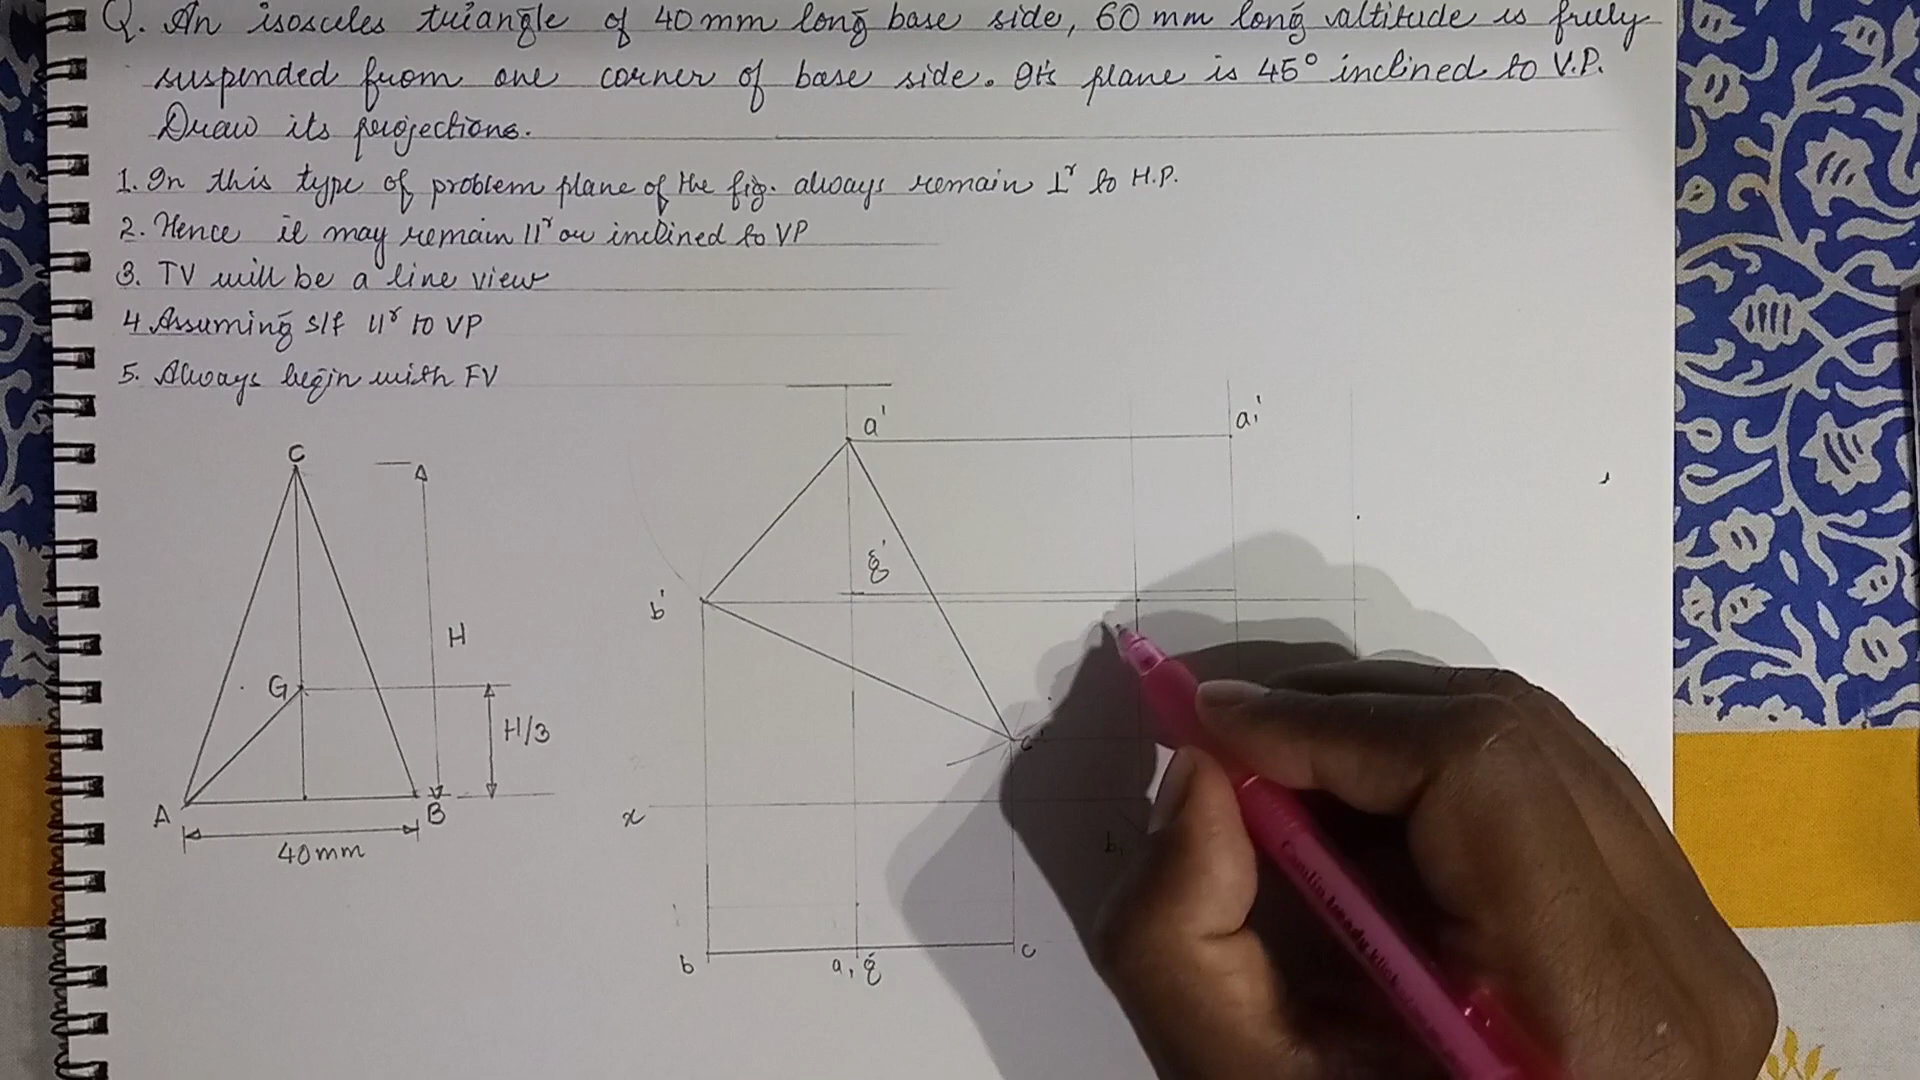 Q. An isosceles triangle of 40 mm long base side, 60 mm long altitude is freely
suspended from one corner of base side. Its plane is 45° inclined to V.P.
Draw its projections.
1. In this type of problem plane of the fig. always remain ⊥r to H.P.
2. Hence it may remain ||r or inclined to VP
3. TV will be a line view
4 Assuming s/f ||r to VP
5. Always begin with FV
C
H
G
H/3
A
B
40mm
a'
a₁'
g'
b'
c'
x
b₁
b
a, g
c
Camlin